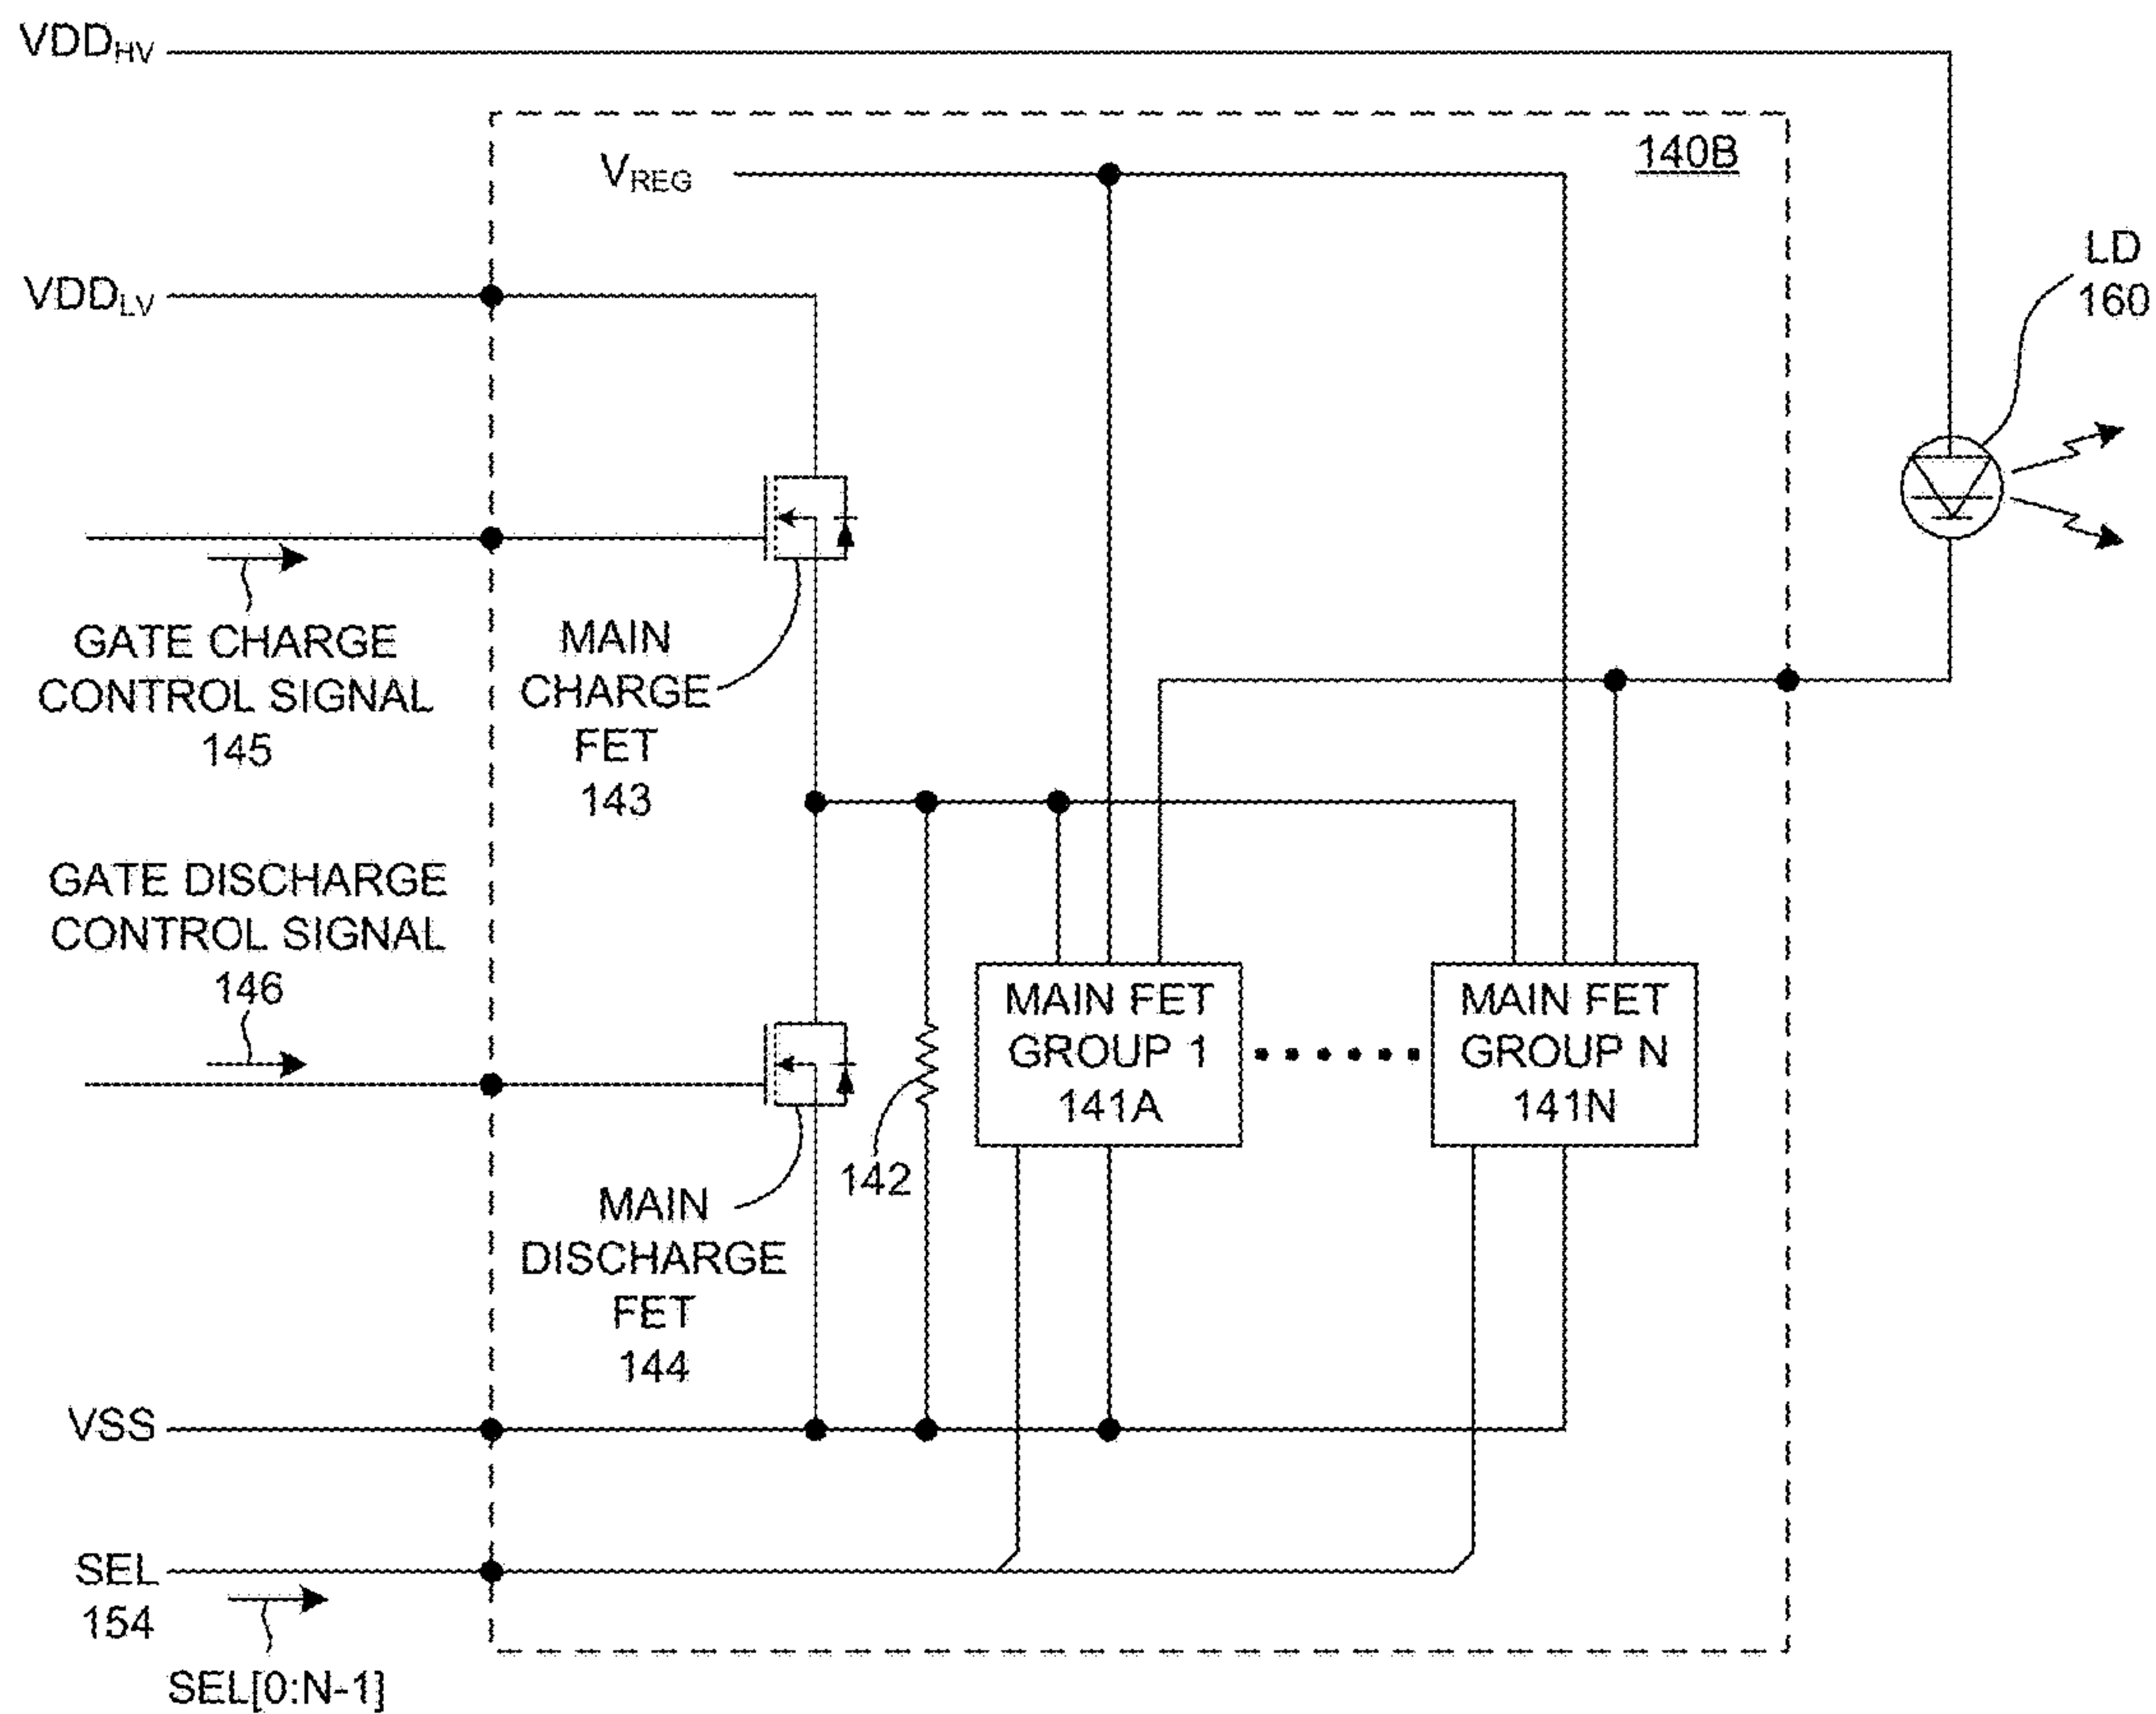 VDDHV
140B
VREG
LD
160
VDDLV
GATE CHARGE
CONTROL SIGNAL
145
MAIN
CHARGE
FET
143
GATE DISCHARGE
CONTROL SIGNAL
146
MAIN FET
GROUP 1
141A
MAIN FET
GROUP N
141N
142
MAIN
DISCHARGE
FET
144
VSS
SEL
154
SEL[0:N-1]